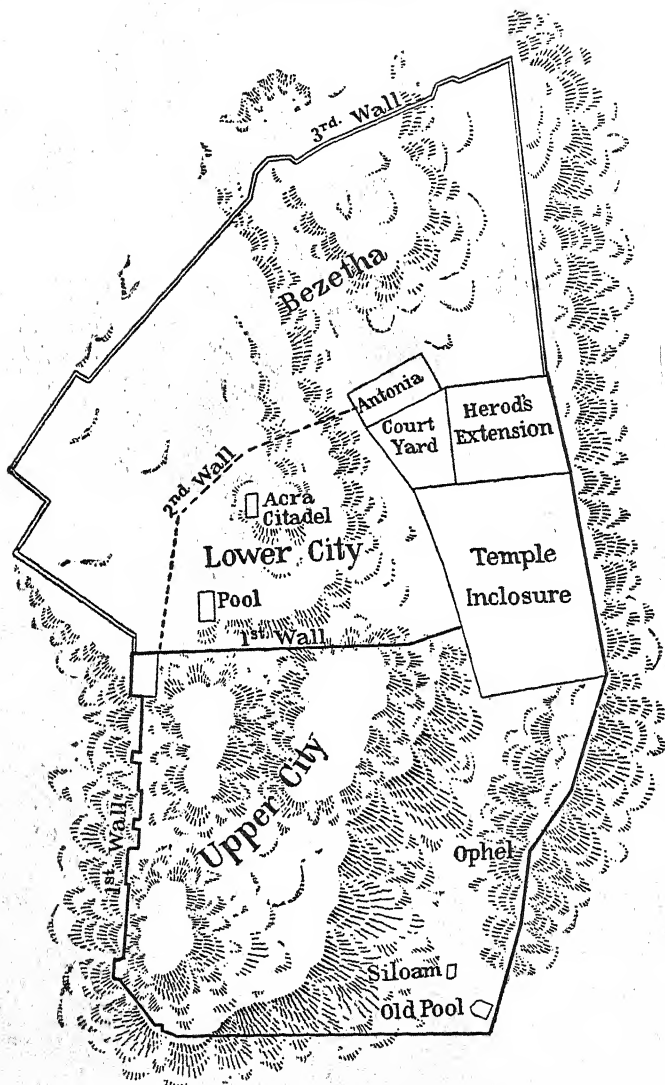 3rd. Wall
Bezetha
Antonia
Court
Yard
Herod's
Extension
2nd. Wall
Acra
Citadel
Lower City
Temple
Inclosure
Pool
1st. Wall
Upper City
1st. Wall
Ophel
Siloam
Old Pool